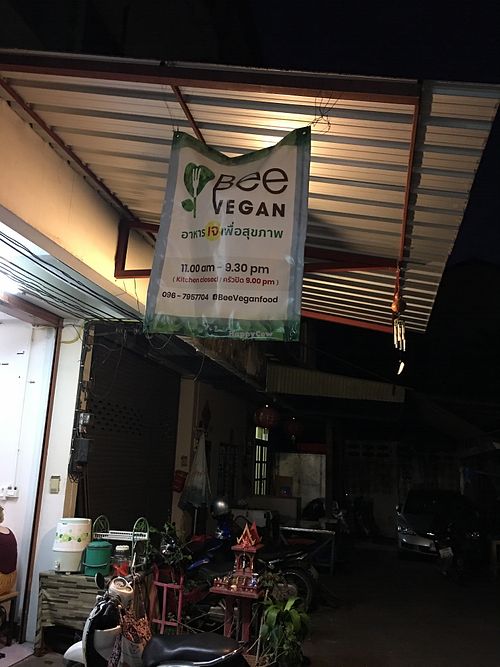 Bee
VEGAN
อาหารเจเพื่อสุขภาพ
11.00 am - 9.30 pm
( Kitchen closed / ครัวปิด 9.00 pm )
096 - 7957704 BeeVeganfood
HappyCow